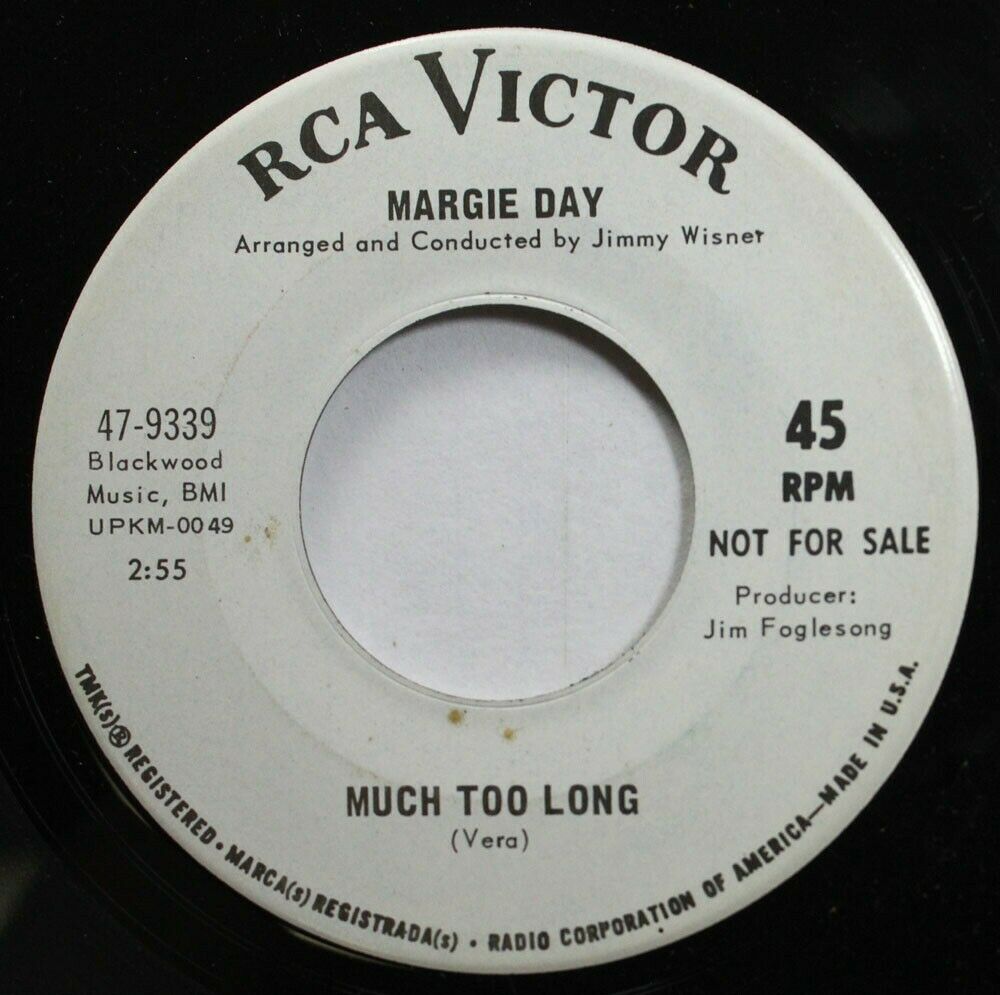 RCA VICTOR
MARGIE DAY
Arranged and Conducted by Jimmy Wisner
47-9339
Blackwood
Music, BMI
UPKM-0049
2:55
45
RPM
NOT FOR SALE
Producer:
Jim Foglesong
MUCH TOO LONG
(Vera)
TMK(s) ® REGISTERED • MARCA(s) REGISTRADA(s) • RADIO CORPORATION OF AMERICA—MADE IN U.S.A.